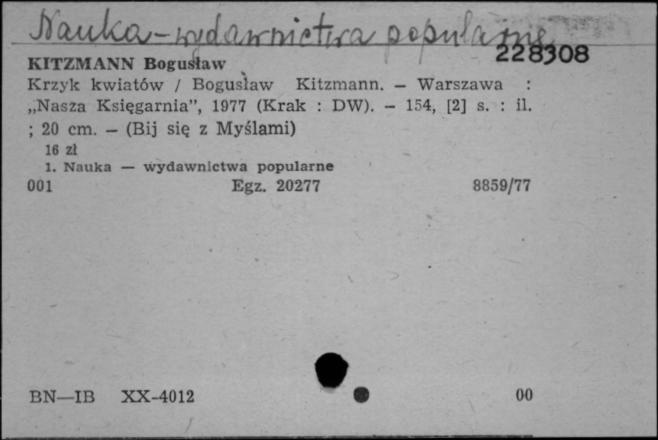 Nauka - wydawnictwa popularne
228308
KITZMANN Bogusław
Krzyk kwiatów / Bogusław Kitzmann. — Warszawa :
„Nasza Księgarnia”, 1977 (Krak : DW). — 154, [2] s. : il.
; 20 cm. — (Bij się z Myślami)
16 zł
1. Nauka — wydawnictwa popularne
001 Egz. 20277 8859/77
BN—IB XX-4012 00